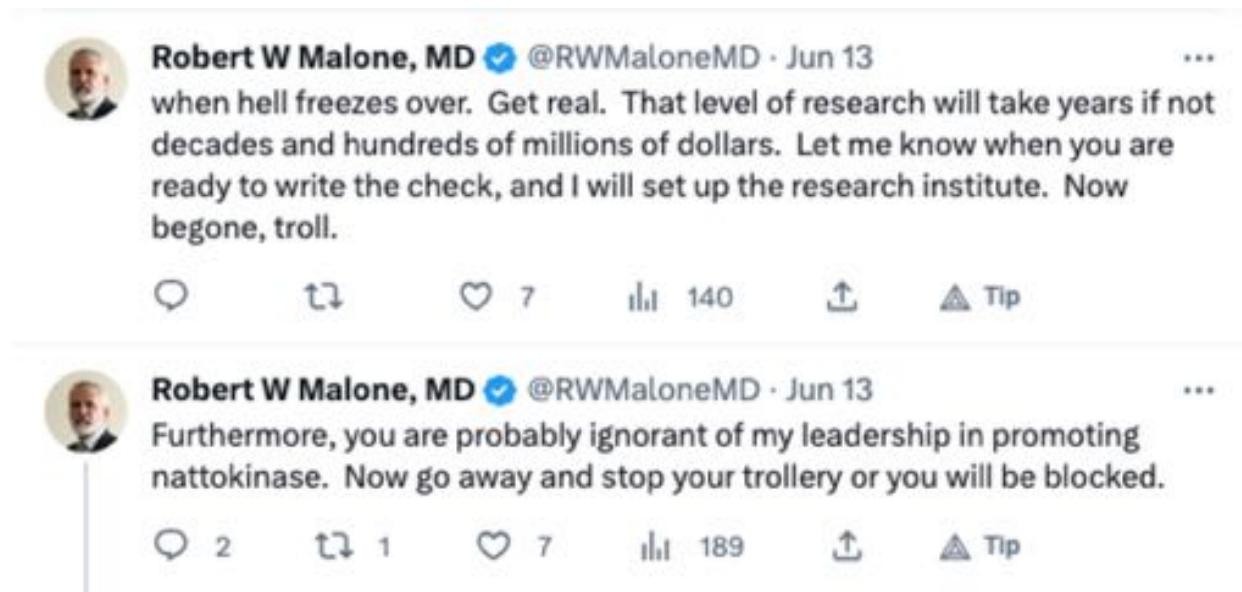 Robert W Malone, MD @RWMaloneMD · Jun 13
when hell freezes over. Get real. That level of research will take years if not
decades and hundreds of millions of dollars. Let me know when you are
ready to write the check, and I will set up the research institute. Now
begone, troll.
7 140 Tip
Robert W Malone, MD @RWMaloneMD · Jun 13
Furthermore, you are probably ignorant of my leadership in promoting
nattokinase. Now go away and stop your trollery or you will be blocked.
2 1 7 189 Tip